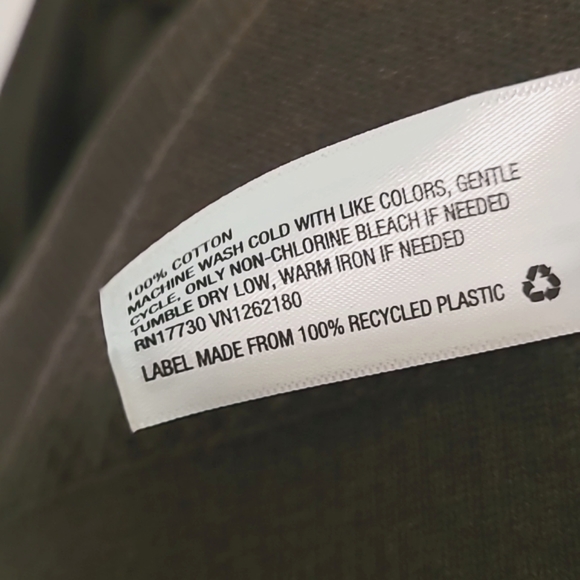 100% COTTON
MACHINE WASH COLD WITH LIKE COLORS, GENTLE
CYCLE, ONLY NON-CHLORINE BLEACH IF NEEDED
TUMBLE DRY LOW, WARM IRON IF NEEDED
RN17730 VN1262180
LABEL MADE FROM 100% RECYCLED PLASTIC